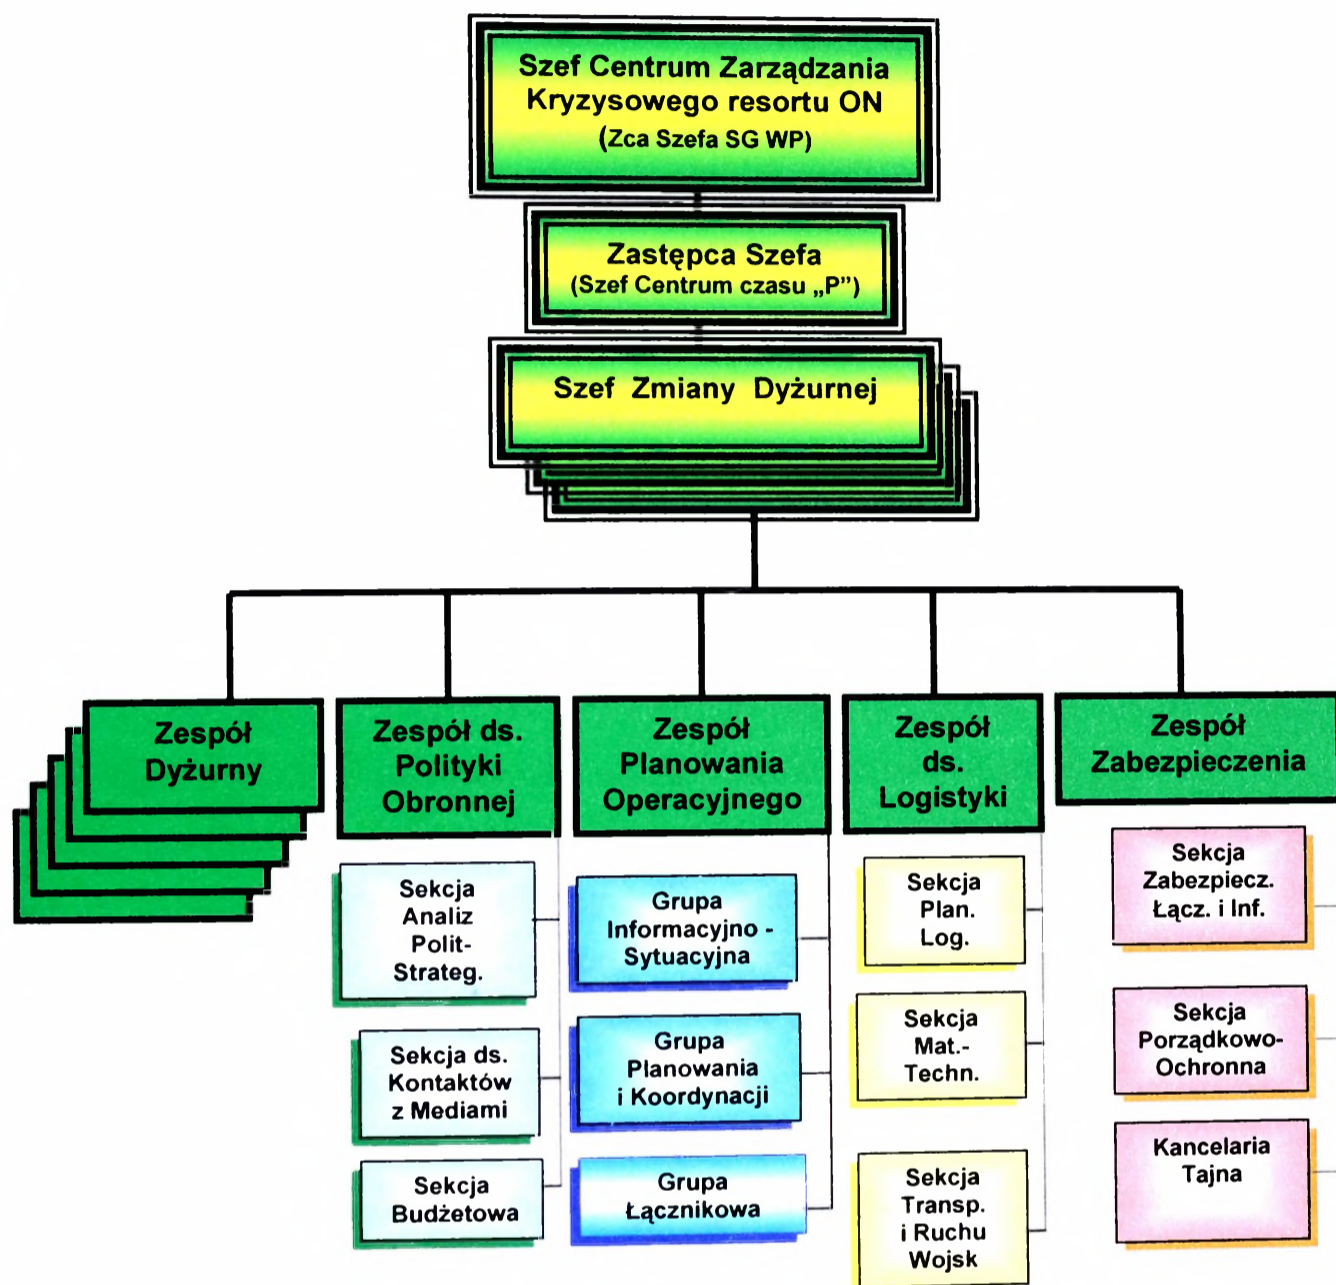 Szef Centrum Zarządzania
Kryzysowego resortu ON
(Zca Szefa SG WP)
Zastępca Szefa
(Szef Centrum czasu „P”)
Szef Zmiany Dyżurnej
Zespół
Dyżurny
Zespół ds.
Polityki
Obronnej
Zespół
Planowania
Operacyjnego
Zespół
ds.
Logistyki
Zespół
Zabezpieczenia
Sekcja
Analiz
Polit-
Strateg.
Sekcja ds.
Kontaktów
z Mediami
Sekcja
Budżetowa
Grupa
Informacyjno -
Sytuacyjna
Grupa
Planowania
i Koordynacji
Grupa
Łącznikowa
Sekcja
Plan.
Log.
Sekcja
Mat.-
Techn.
Sekcja
Transp.
i Ruchu
Wojsk
Sekcja
Zabezpiecz.
Łącz. i Inf.
Sekcja
Porządkowo-
Ochronna
Kancelaria
Tajna